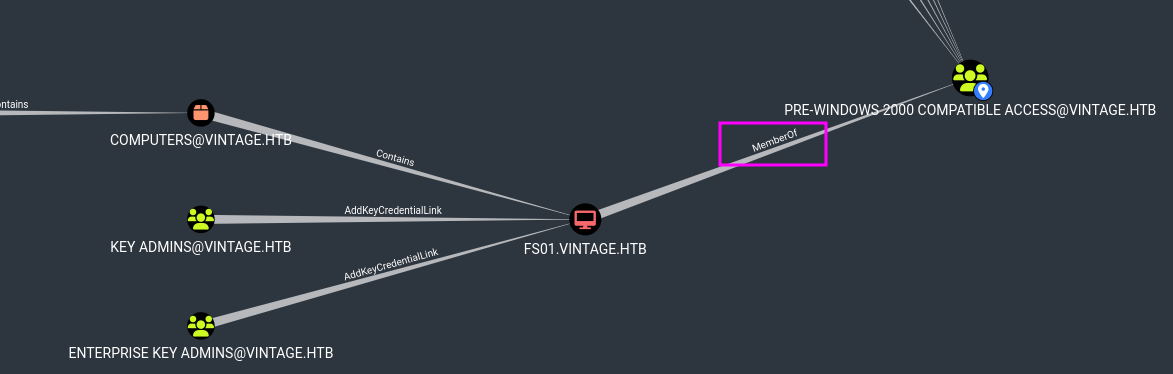 ontains
PRE-WINDOWS 2000 COMPATIBLE ACCESS@VINTAGE.HTB
MemberOf
COMPUTERS@VINTAGE.HTB
Contains
AddKeyCredentialLink
KEY ADMINS@VINTAGE.HTB
FS01.VINTAGE.HTB
AddKeyCredentialLink
ENTERPRISE KEY ADMINS@VINTAGE.HTB